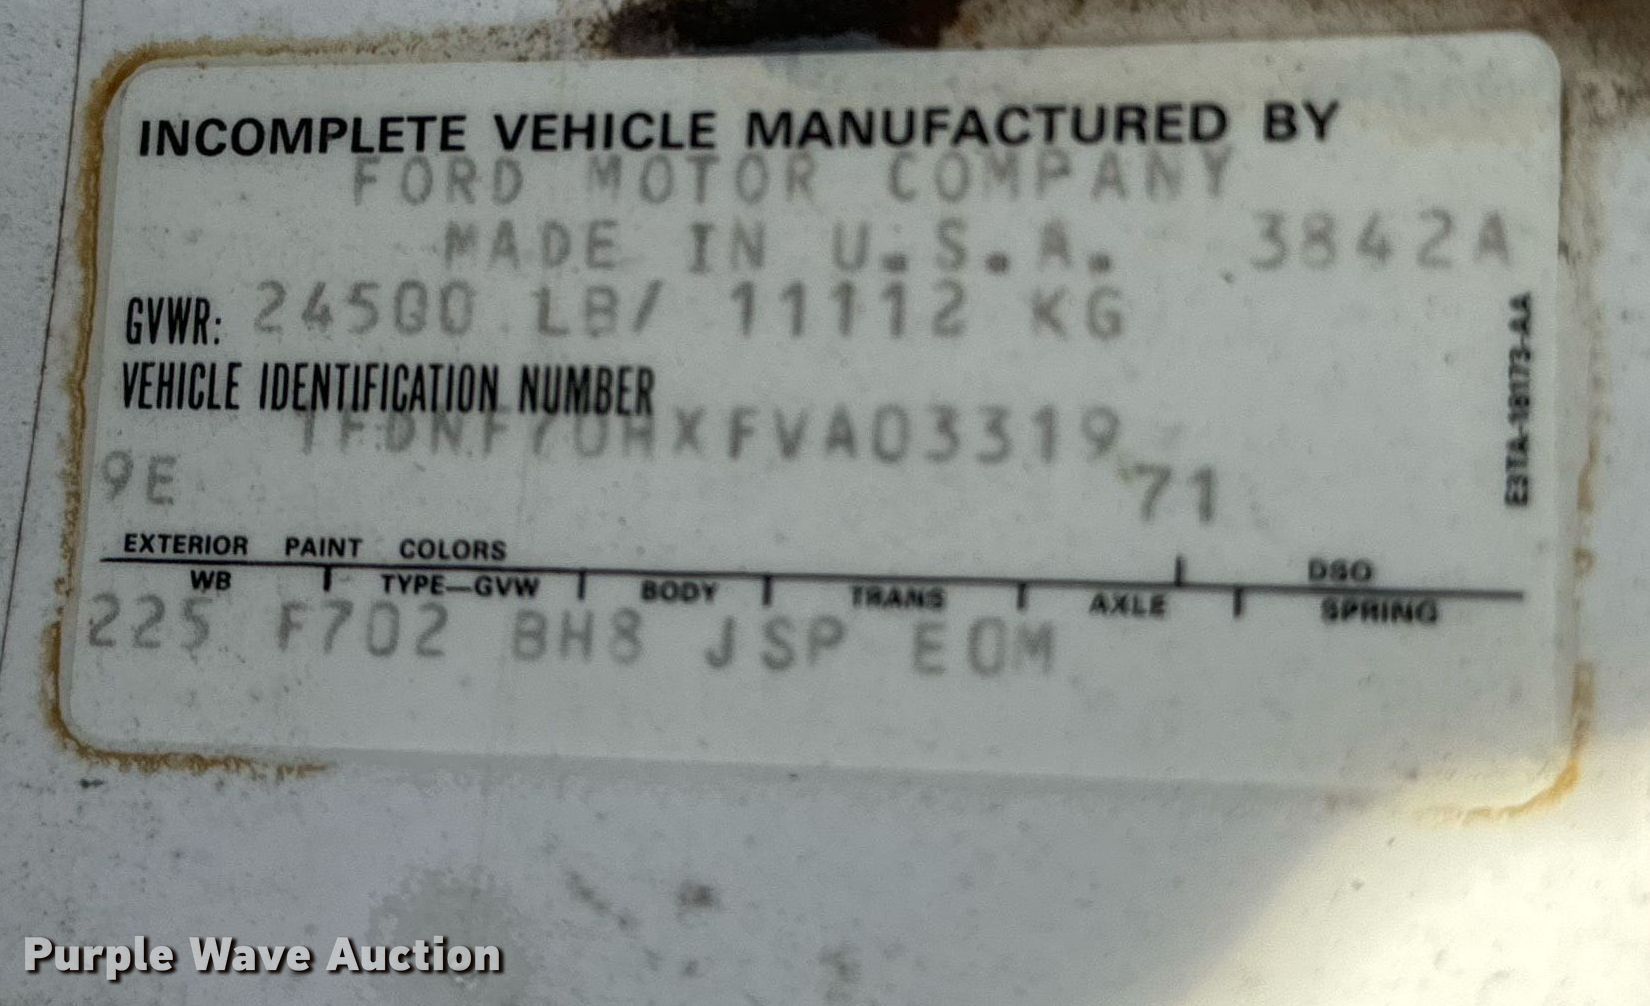 INCOMPLETE VEHICLE MANUFACTURED BY
FORD MOTOR COMPANY
MADE IN U.S.A. 3842A
GVWR: 24500 LB/ 11112 KG
VEHICLE IDENTIFICATION NUMBER
1FDNF70HXFVA03319
9E 71
E3TA-1B173-AA
EXTERIOR PAINT COLORS DSO
WB TYPE—GVW BODY TRANS AXLE SPRING
225 F702 BH8 JSP E0M
Purple Wave Auction